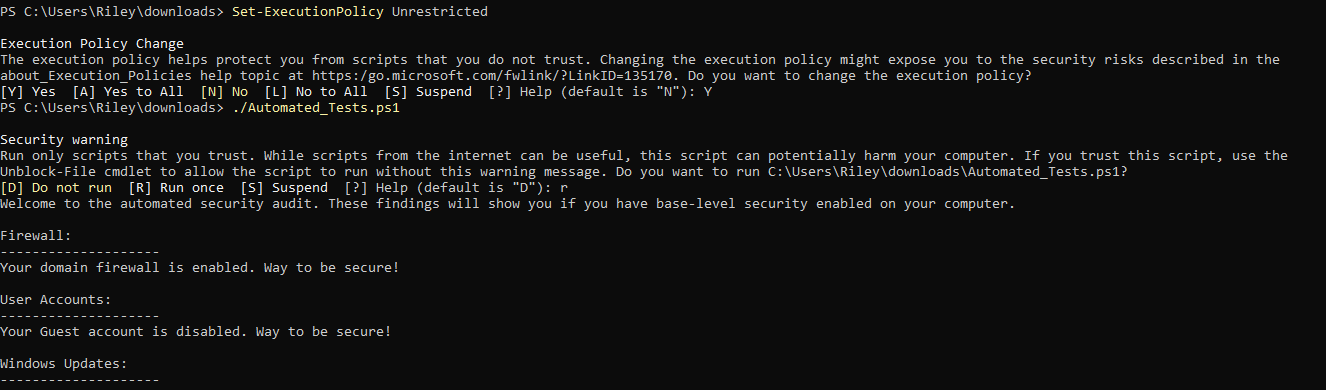 PS C:\Users\Riley\downloads> Set-ExecutionPolicy Unrestricted
Execution Policy Change
The execution policy helps protect you from scripts that you do not trust. Changing the execution policy might expose you to the security risks described in the
about_Execution_Policies help topic at https:/go.microsoft.com/fwlink/?LinkID=135170. Do you want to change the execution policy?
[Y] Yes  [A] Yes to All  [N] No  [L] No to All  [S] Suspend  [?] Help (default is "N"): Y
PS C:\Users\Riley\downloads> ./Automated_Tests.ps1
Security warning
Run only scripts that you trust. While scripts from the internet can be useful, this script can potentially harm your computer. If you trust this script, use the
Unblock-File cmdlet to allow the script to run without this warning message. Do you want to run C:\Users\Riley\downloads\Automated_Tests.ps1?
[D] Do not run  [R] Run once  [S] Suspend  [?] Help (default is "D"): r
Welcome to the automated security audit. These findings will show you if you have base-level security enabled on your computer.
Firewall:
--------------------
Your domain firewall is enabled. Way to be secure!
User Accounts:
--------------------
Your Guest account is disabled. Way to be secure!
Windows Updates:
--------------------